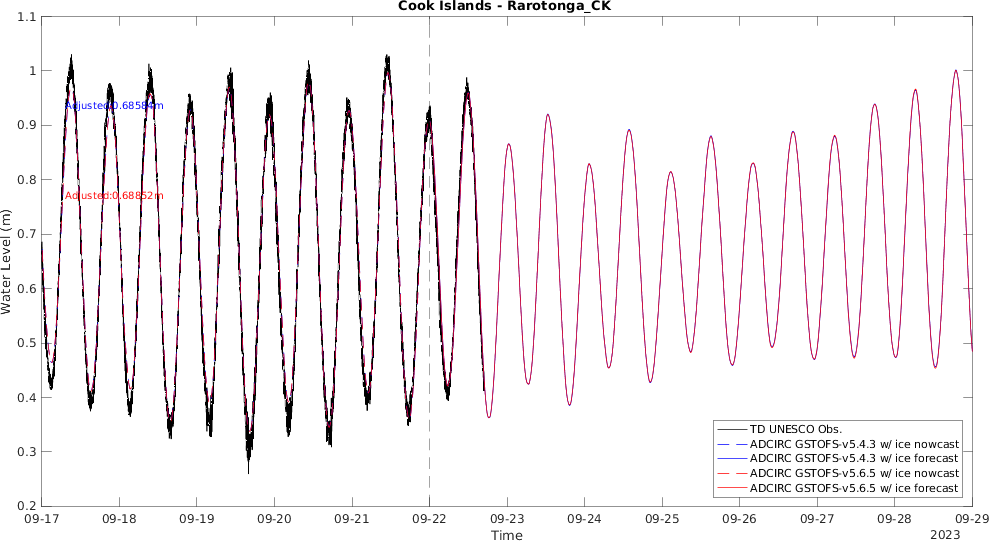 Cook Islands - Rarotonga_CK
1.1
1
0.9
0.8
0.7
0.6
0.5
0.4
0.3
0.2
Water Level (m)
Adjusted:0.68584m
Adjusted:0.68852m
TD UNESCO Obs.
ADCIRC GSTOFS-v5.4.3 w/ ice nowcast
ADCIRC GSTOFS-v5.4.3 w/ ice forecast
ADCIRC GSTOFS-v5.6.5 w/ ice nowcast
ADCIRC GSTOFS-v5.6.5 w/ ice forecast
09-17 09-18 09-19 09-20 09-21 09-22 09-23 09-24 09-25 09-26 09-27 09-28 09-29
Time
2023